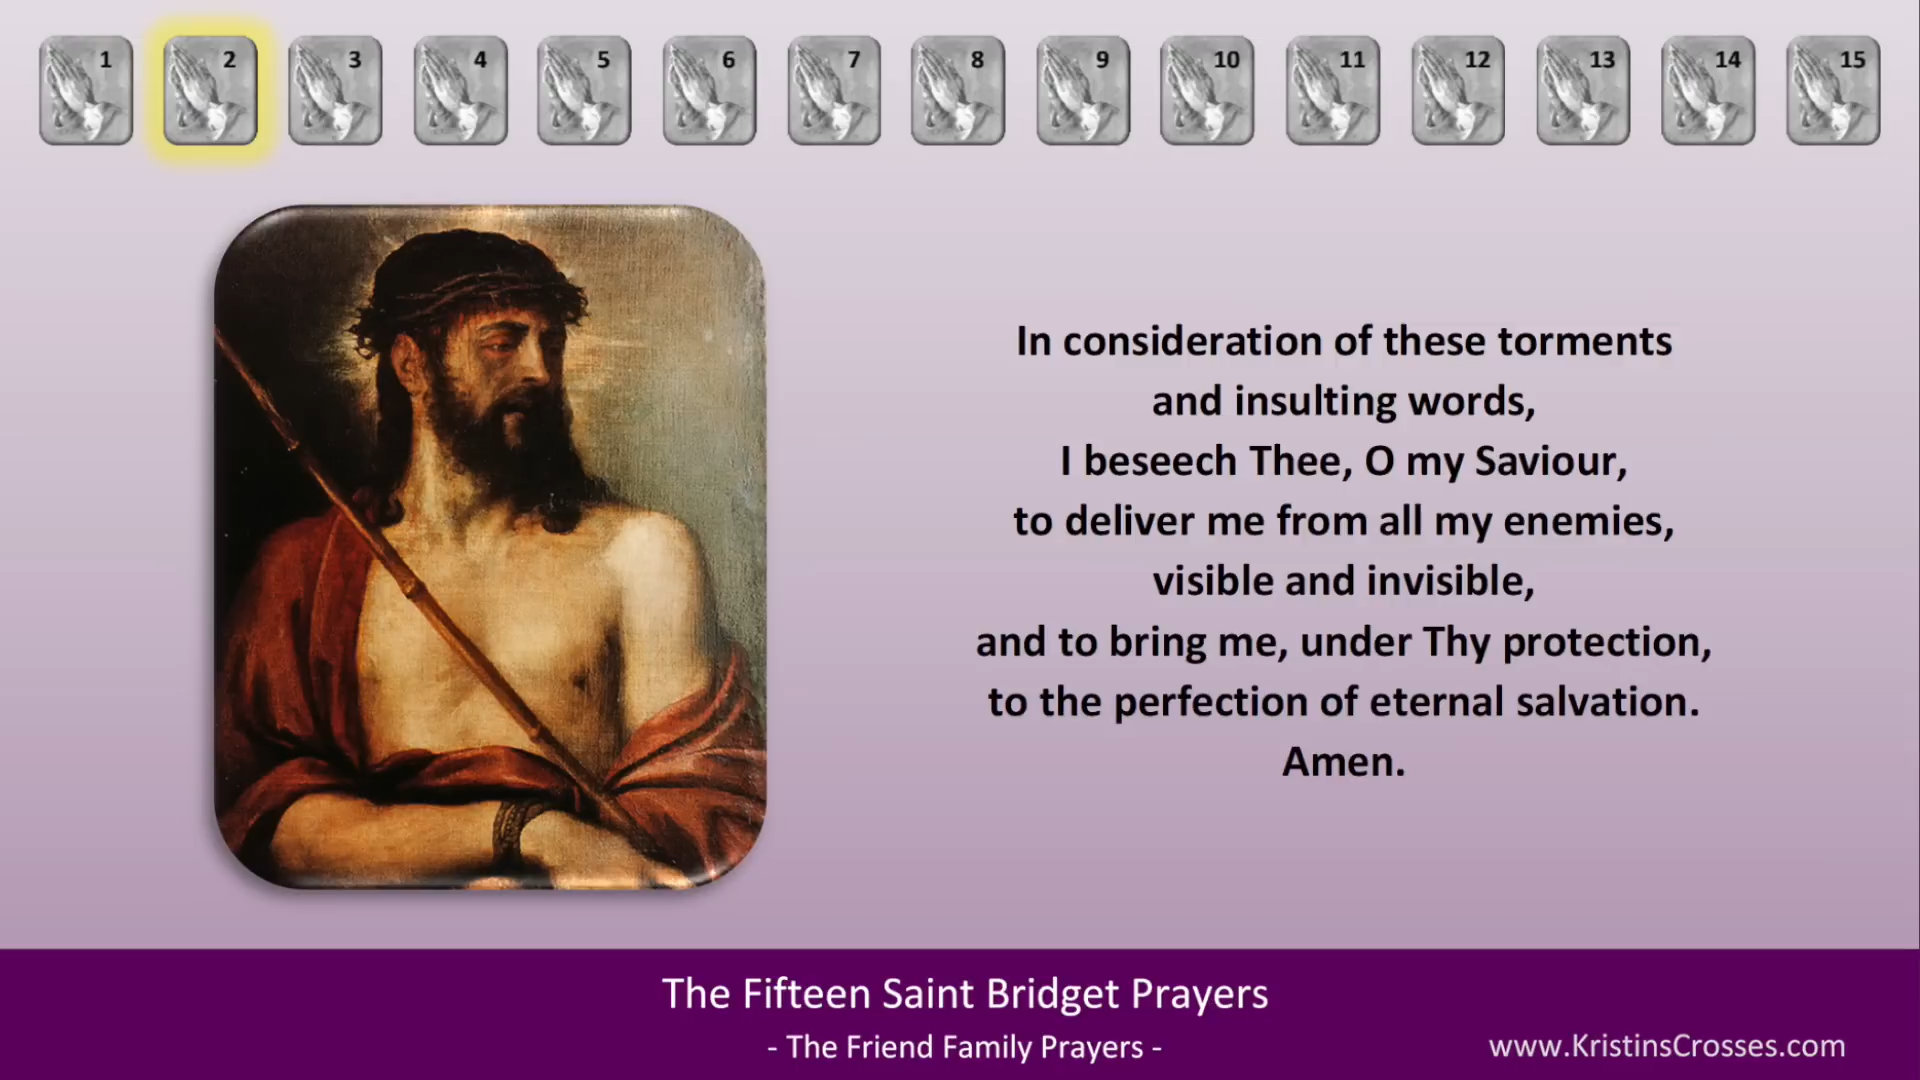 1 2 3 4 5 6 7 8 9 10 11 12 13 14 15
In consideration of these torments
and insulting words,
I beseech Thee, O my Saviour,
to deliver me from all my enemies,
visible and invisible,
and to bring me, under Thy protection,
to the perfection of eternal salvation.
Amen.
The Fifteen Saint Bridget Prayers
- The Friend Family Prayers -
www.KristinsCrosses.com